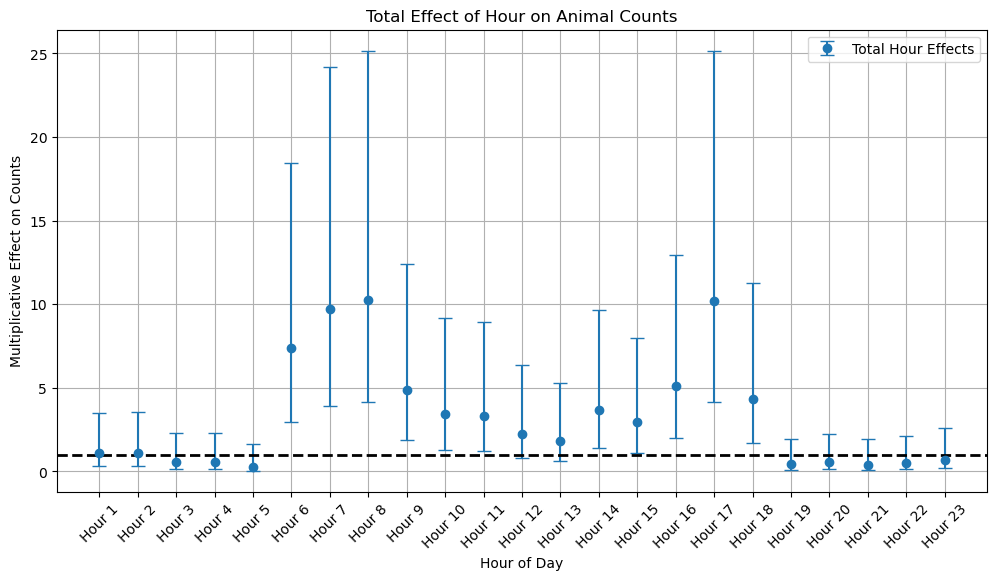 Total Effect of Hour on Animal Counts
Total Hour Effects
Multiplicative Effect on Counts
25
20
15
10
5
0
Hour 1
Hour 2
Hour 3
Hour 4
Hour 5
Hour 6
Hour 7
Hour 8
Hour 9
Hour 10
Hour 11
Hour 12
Hour 13
Hour 14
Hour 15
Hour 16
Hour 17
Hour 18
Hour 19
Hour 20
Hour 21
Hour 22
Hour 23
Hour of Day